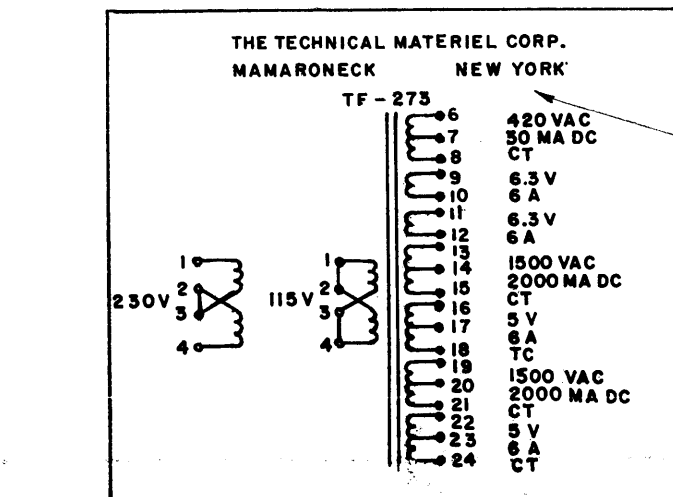 THE TECHNICAL MATERIEL CORP.
MAMARONECK NEW YORK
TF-273
6 420 VAC
7 50 MA DC
8 CT
9 6.3 V
10 6 A
11 6.3 V
12 6 A
13
14 1500 VAC
15 2000 MA DC
CT
16 5 V
17 6 A
18 TC
19
20 1500 VAC
21 2000 MA DC
CT
22 5 V
23 6 A
24 CT
1
230V 2
3
4
1
115V 2
3
4